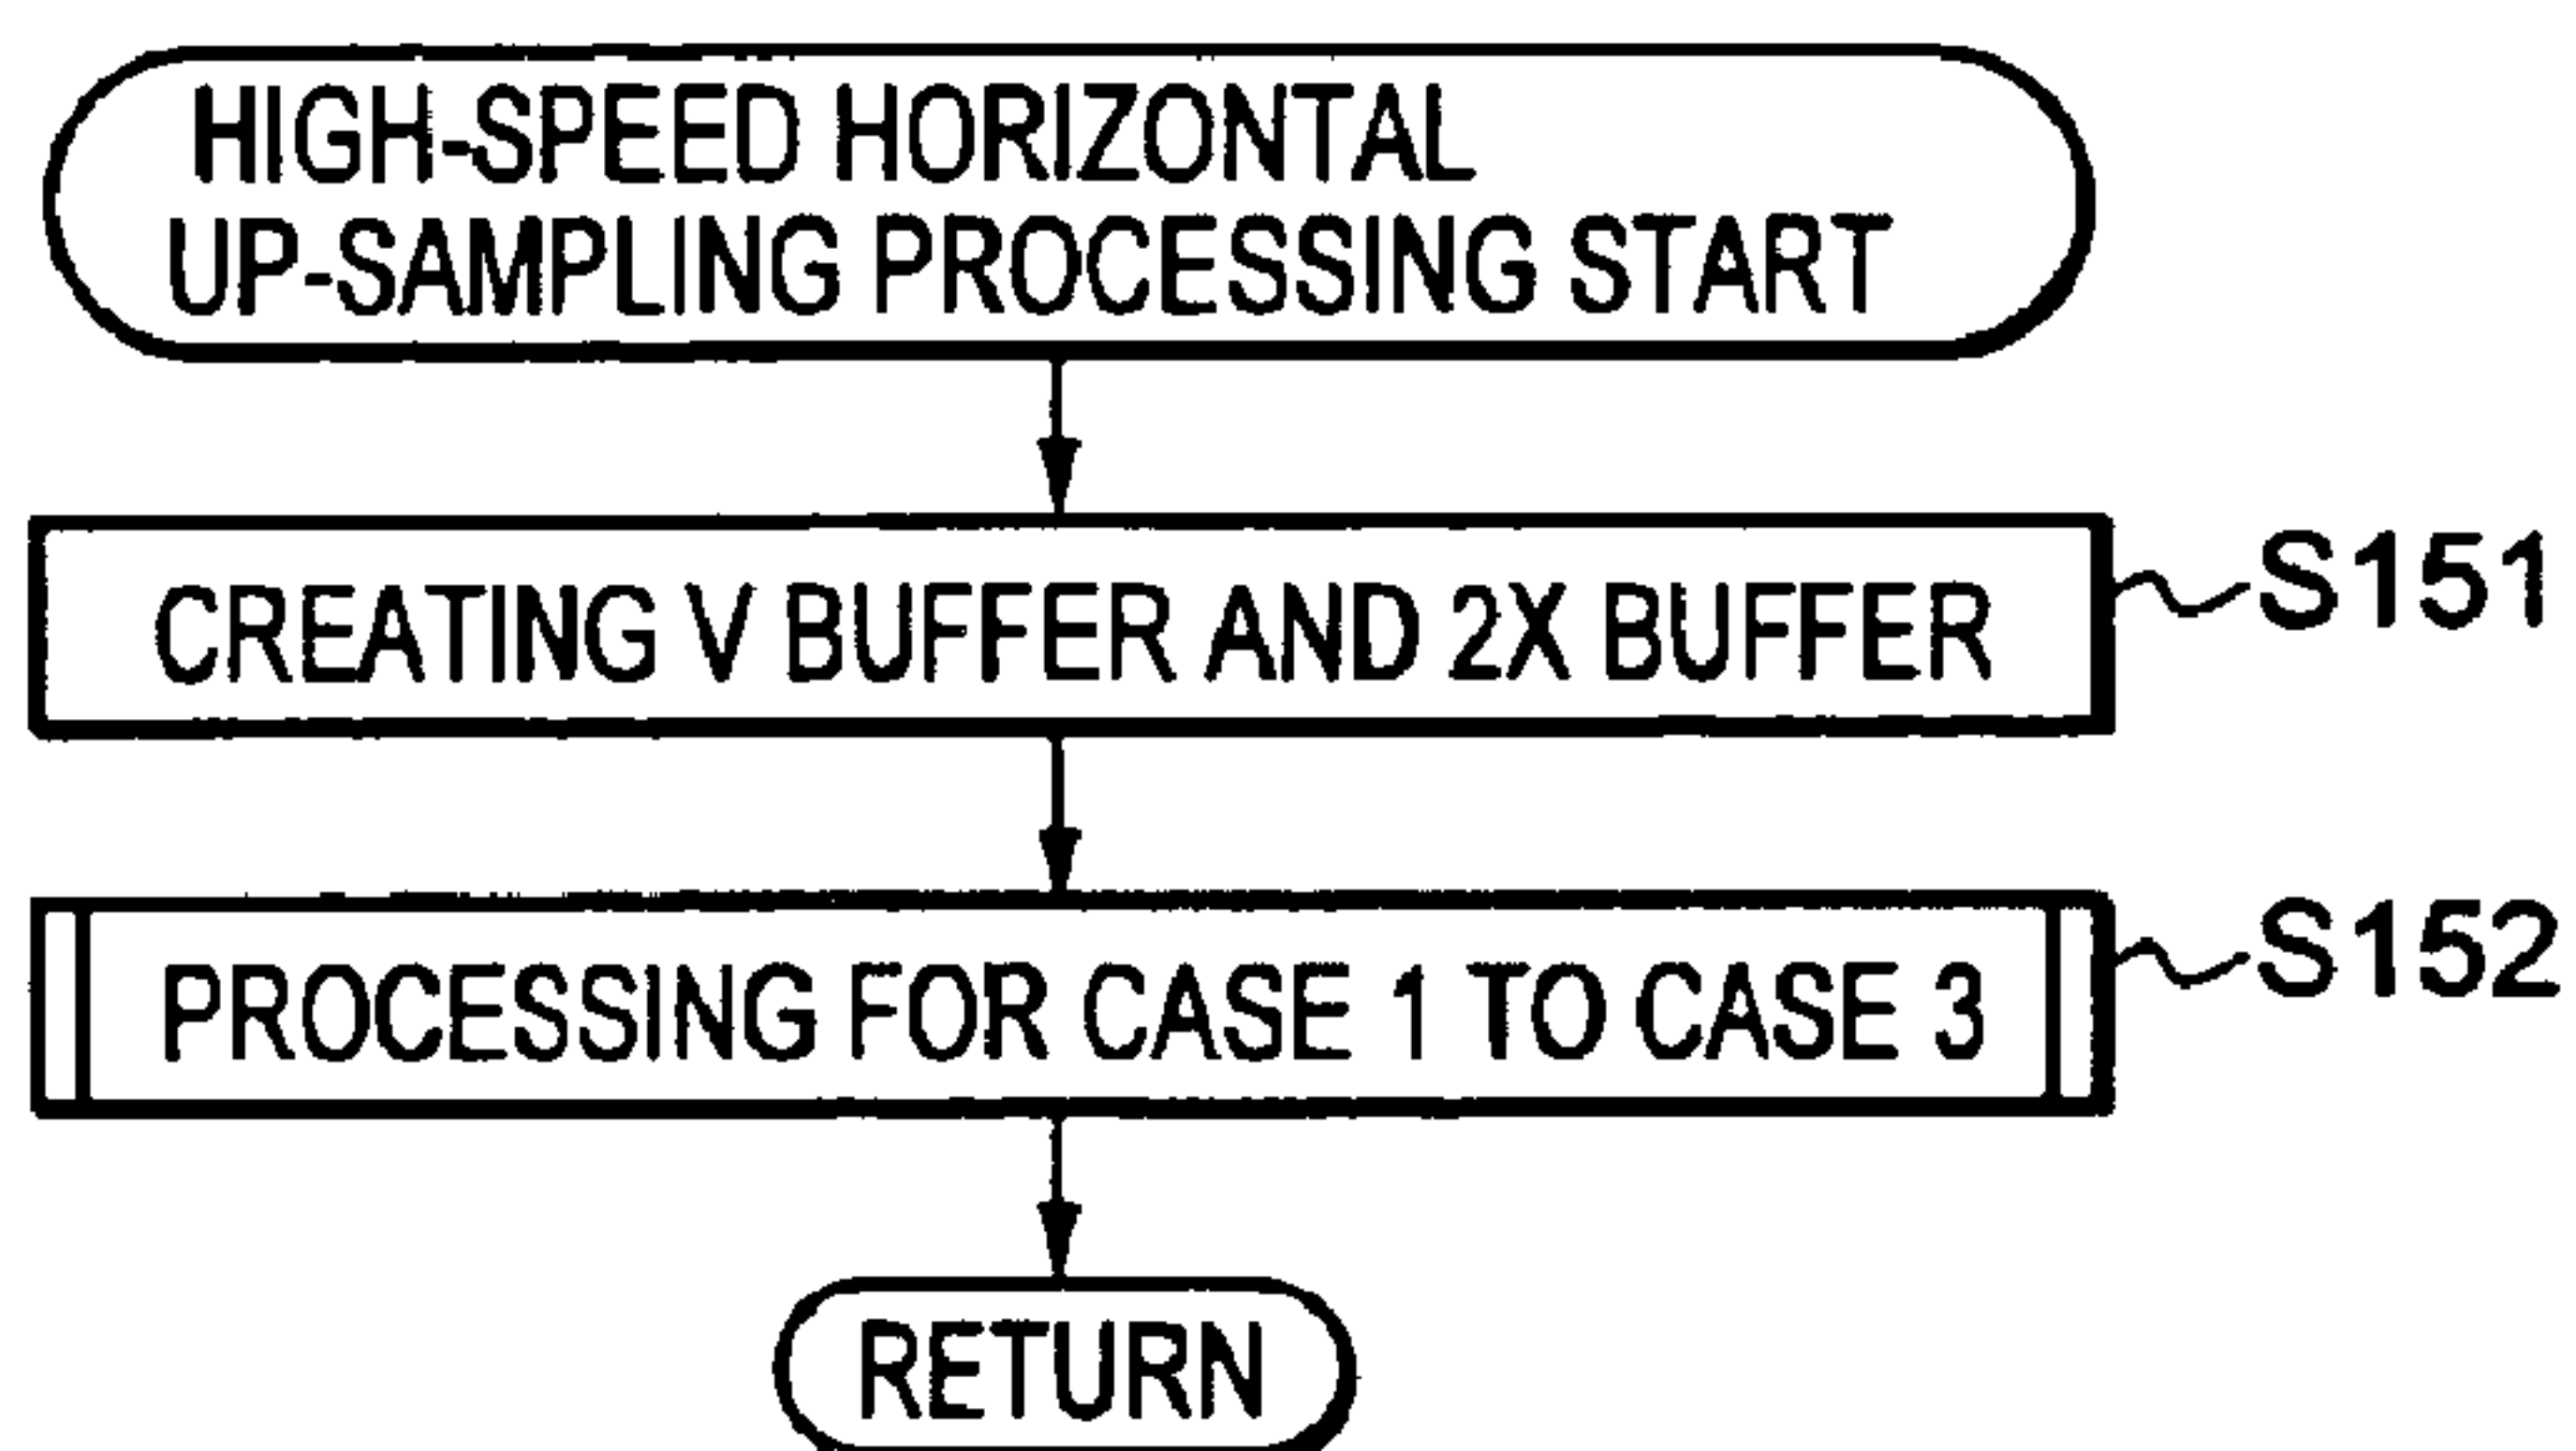 HIGH-SPEED HORIZONTAL
UP-SAMPLING PROCESSING START
CREATING V BUFFER AND 2X BUFFER
S151
PROCESSING FOR CASE 1 TO CASE 3
S152
RETURN